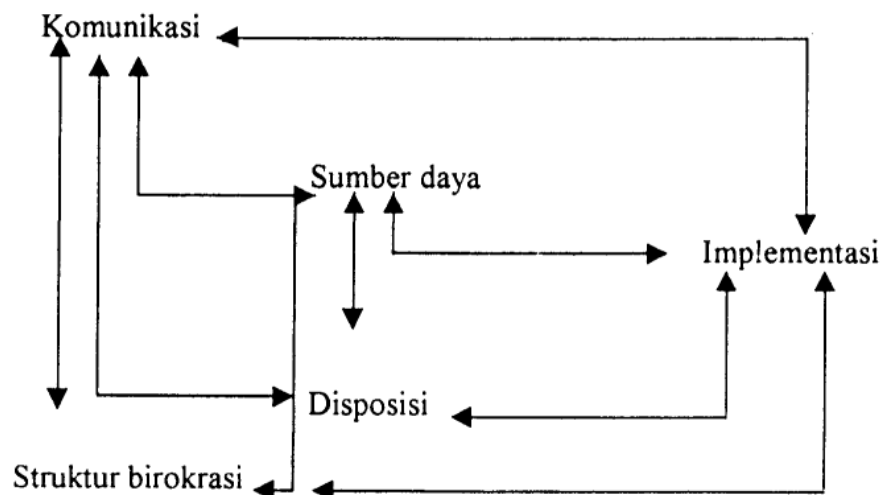 Komunikasi
Sumber daya
Implementasi
Disposisi
Struktur birokrasi